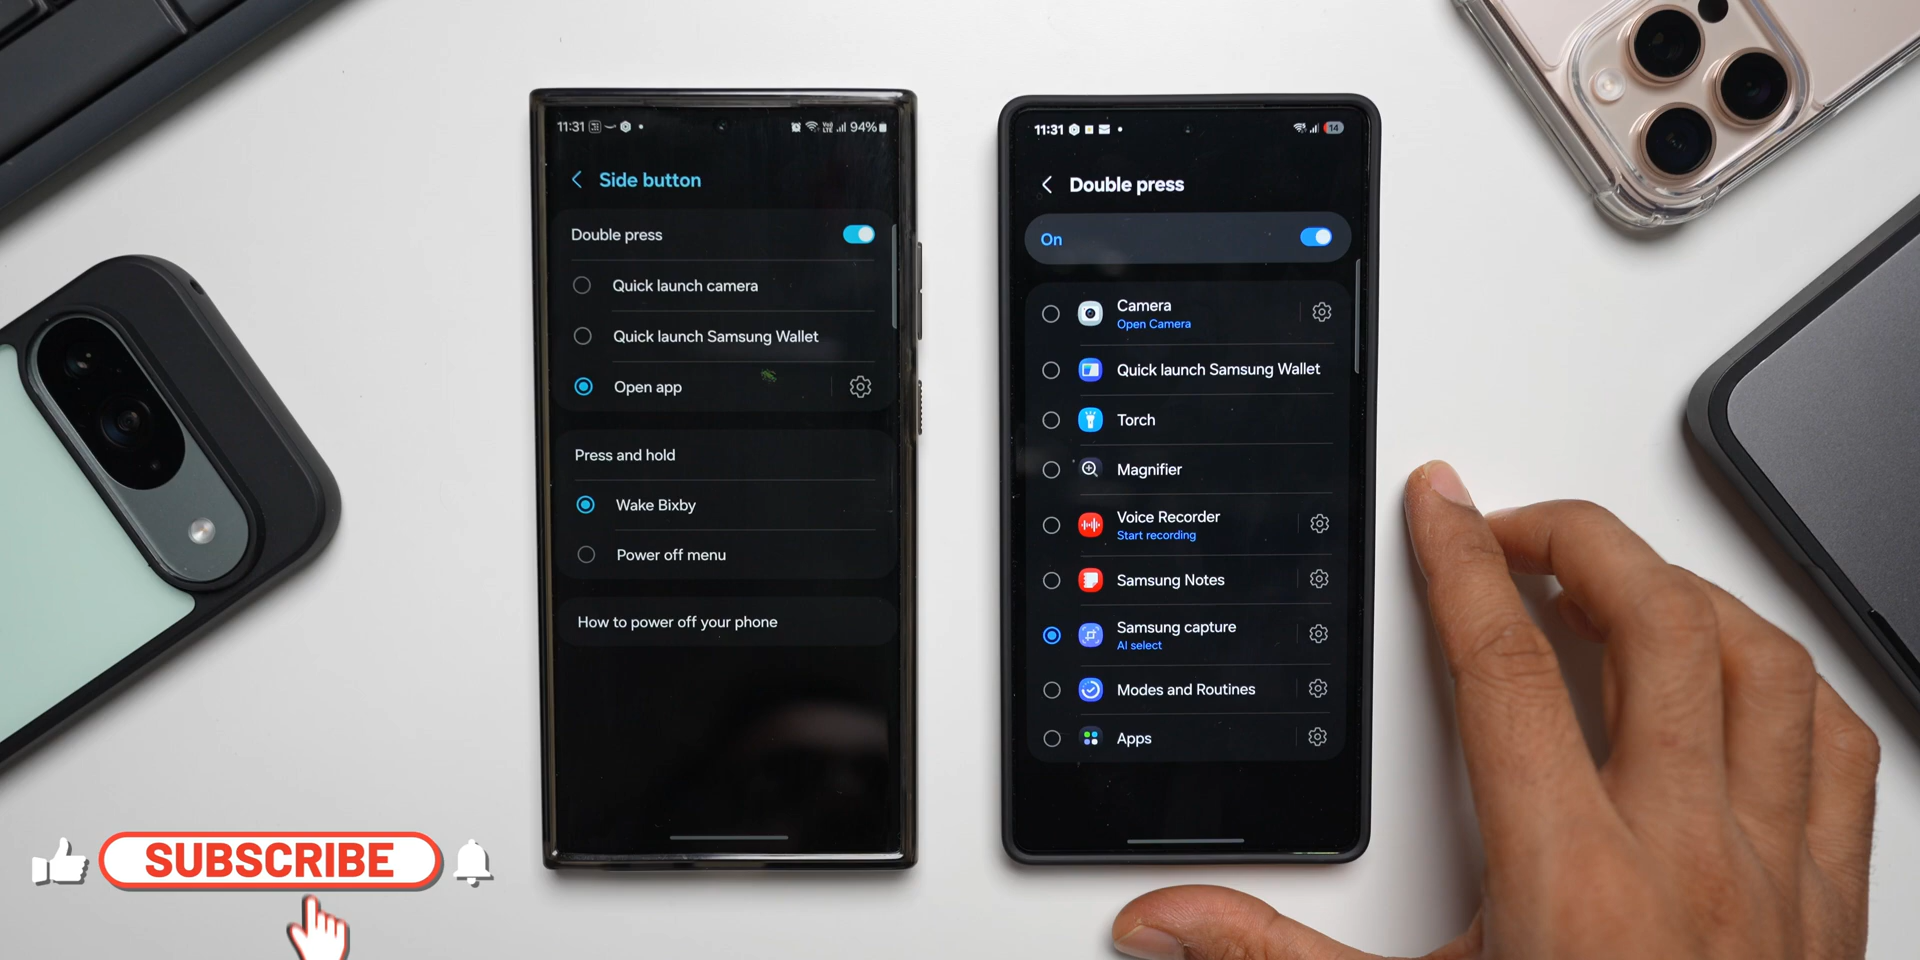 11:31
94%
Side button
Double press
Quick launch camera
Quick launch Samsung Wallet
Open app
Press and hold
Wake Bixby
Power off menu
How to power off your phone
11:31
14
Double press
On
Camera
Open Camera
Quick launch Samsung Wallet
Torch
Magnifier
Voice Recorder
Start recording
Samsung Notes
Samsung capture
AI select
Modes and Routines
Apps
SUBSCRIBE